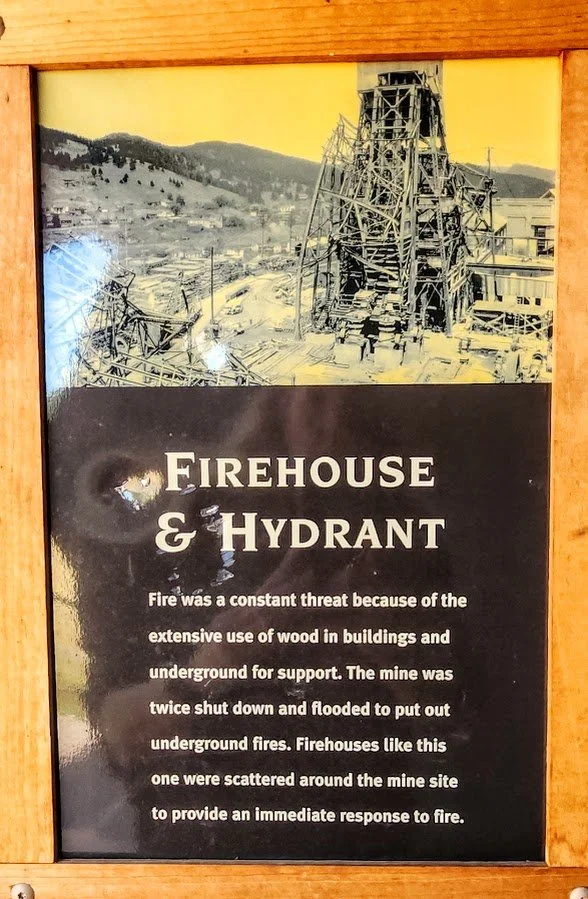 FIREHOUSE
& HYDRANT
Fire was a constant threat because of the
extensive use of wood in buildings and
underground for support. The mine was
twice shut down and flooded to put out
underground fires. Firehouses like this
one were scattered around the mine site
to provide an immediate response to fire.